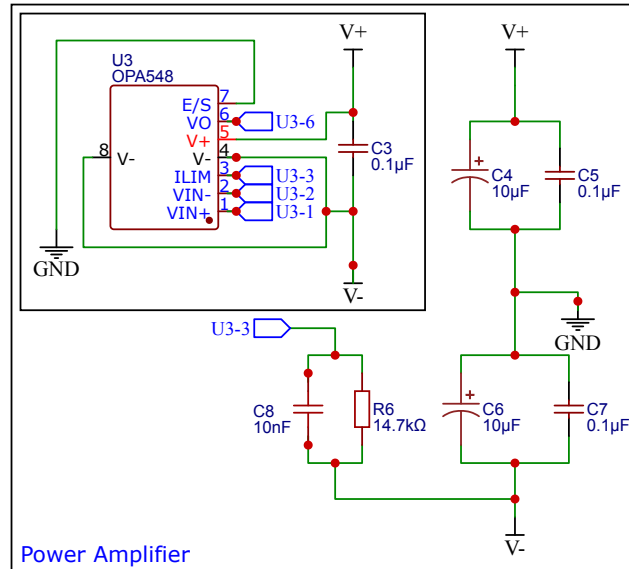 V+
U3
OPA548
7
E/S
6
VO
U3-6
5
V+
8
V-
4
V-
C3
0.1µF
3
ILIM
U3-3
2
VIN-
U3-2
1
VIN+
U3-1
GND
V-
V+
+
C4
10µF
C5
0.1µF
GND
U3-3
C8
10nF
R6
14.7kΩ
+
C6
10µF
C7
0.1µF
V-
Power Amplifier